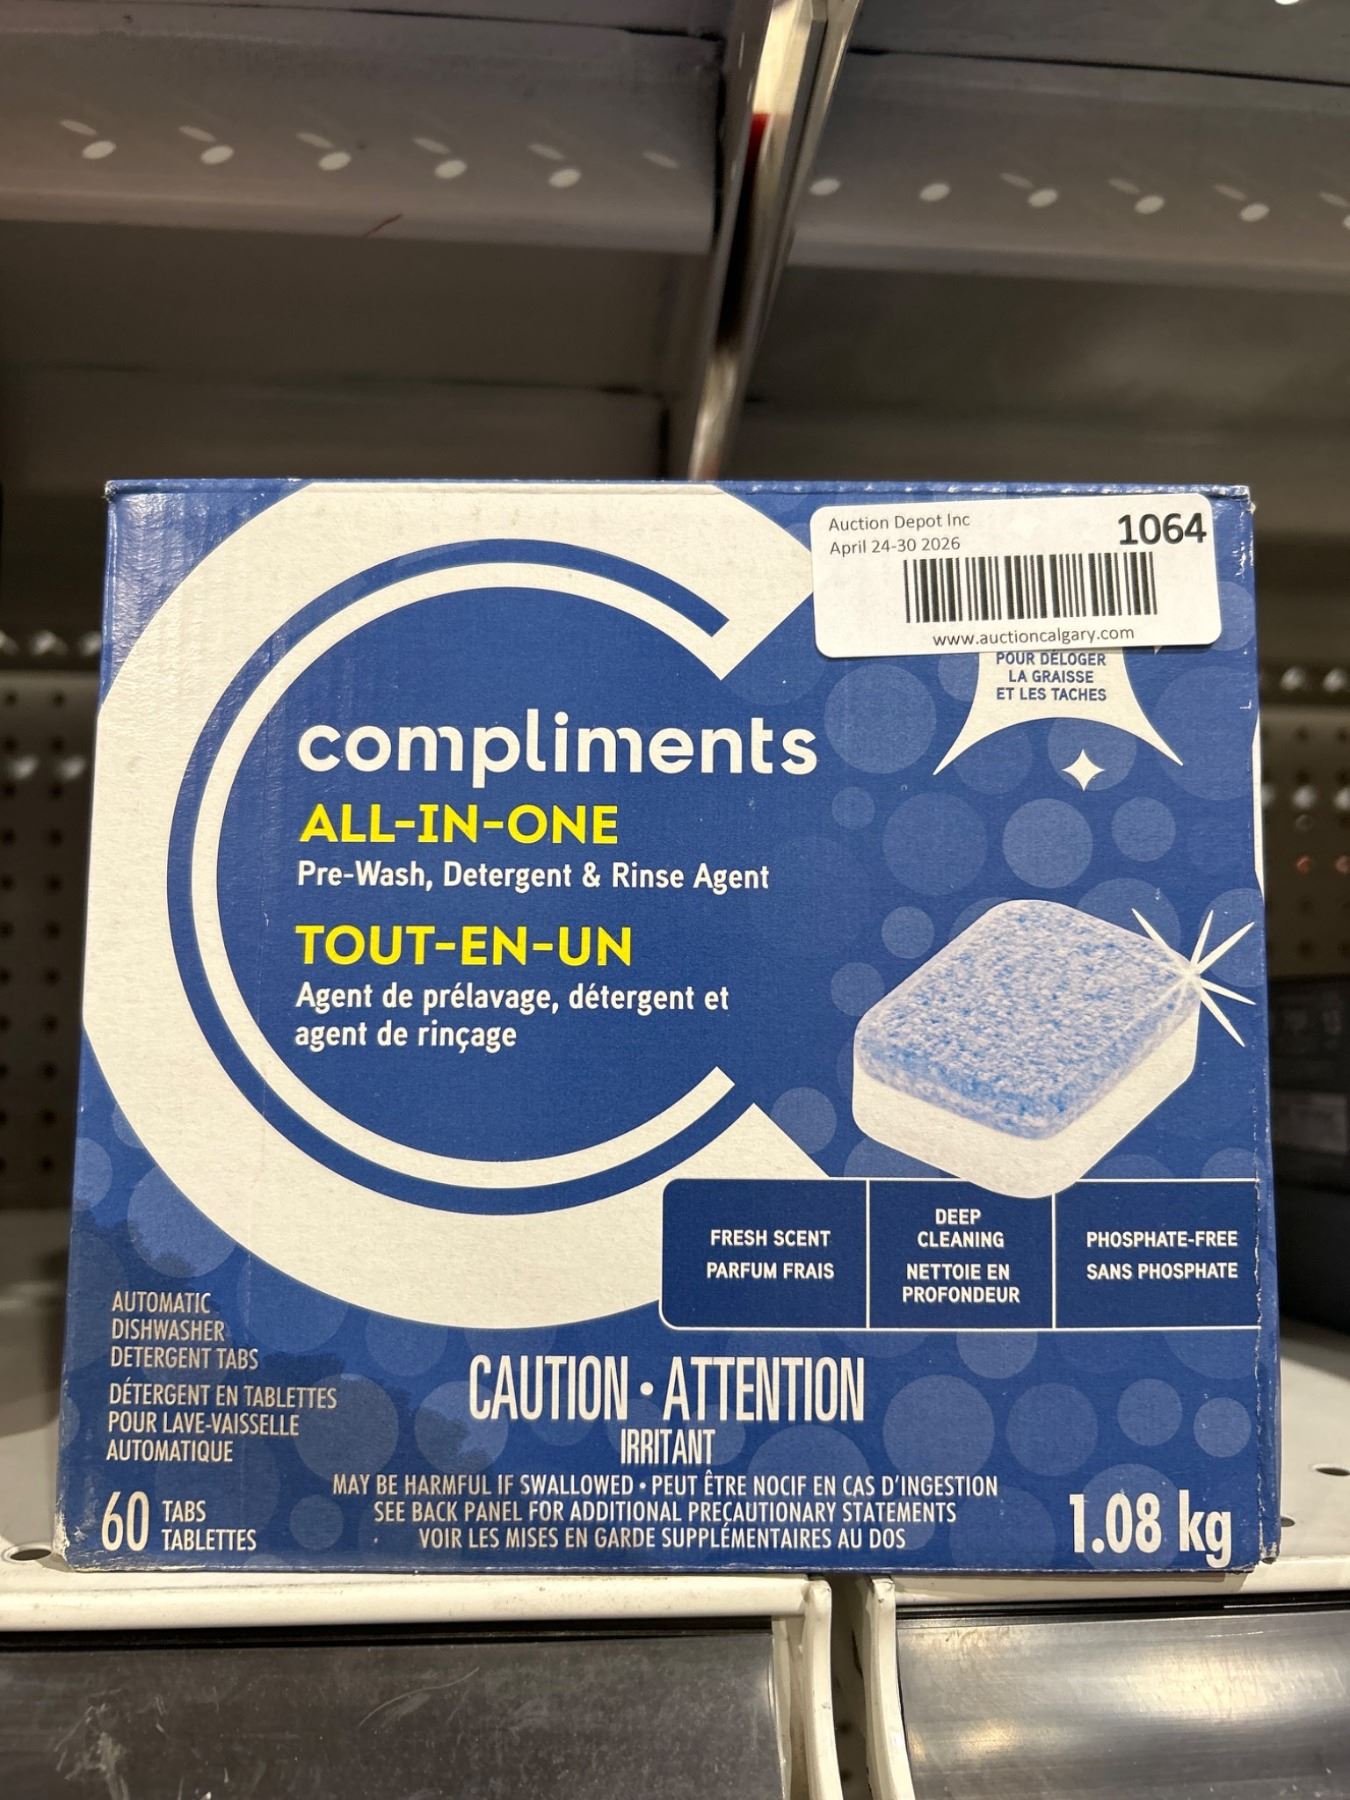 Auction Depot Inc
1064
April 24-30 2026
www.auctioncalgary.com
POUR DÉLOGER
LA GRAISSE
ET LES TACHES
compliments
ALL-IN-ONE
Pre-Wash, Detergent & Rinse Agent
TOUT-EN-UN
Agent de prélavage, détergent et
agent de rinçage
FRESH SCENT
PARFUM FRAIS
DEEP
CLEANING
NETTOIE EN
PROFONDEUR
PHOSPHATE-FREE
SANS PHOSPHATE
AUTOMATIC
DISHWASHER
DETERGENT TABS
DÉTERGENT EN TABLETTES
POUR LAVE-VAISSELLE
AUTOMATIQUE
60 TABS
TABLETTES
CAUTION • ATTENTION
IRRITANT
MAY BE HARMFUL IF SWALLOWED • PEUT ÊTRE NOCIF EN CAS D'INGESTION
SEE BACK PANEL FOR ADDITIONAL PRECAUTIONARY STATEMENTS
VOIR LES MISES EN GARDE SUPPLÉMENTAIRES AU DOS
1.08 kg